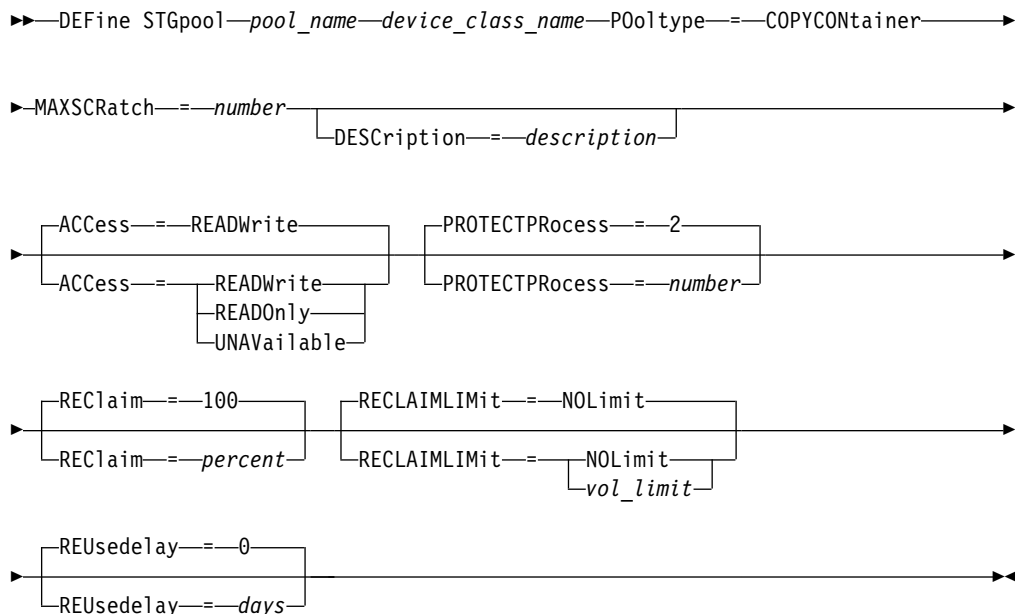 DEFine STGpool pool_name device_class_name POoltype = COPYCONtainer
MAXSCRatch = number
DESCription = description
ACCess = READWrite PROTECTPRocess = 2
ACCess = READWrite PROTECTPRocess = number
READOnly
UNAVailable
REClaim = 100 RECLAIMLIMit = NOLimit
REClaim = percent RECLAIMLIMit = NOLimit
vol_limit
REUsedelay = 0
REUsedelay = days